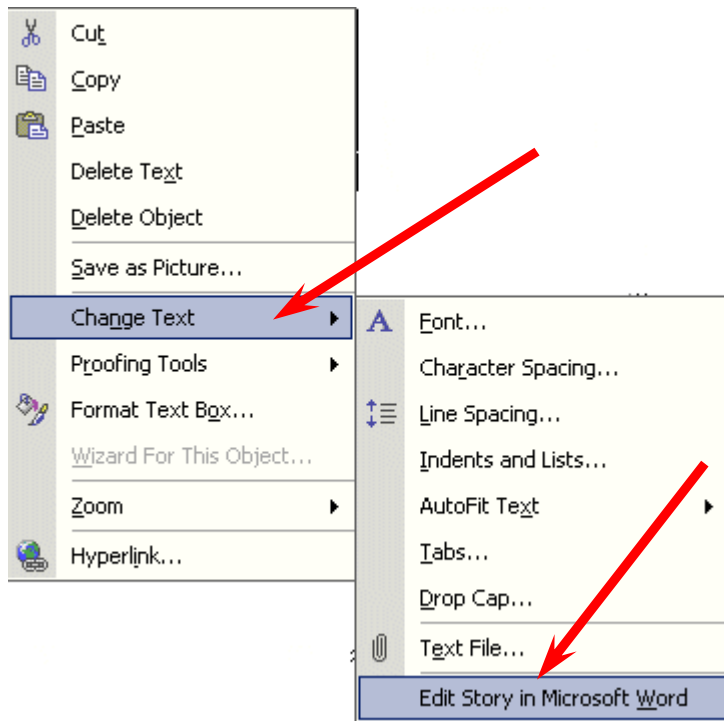 Cut
Copy
Paste
Delete Text
Delete Object
Save as Picture...
Change Text
Proofing Tools
Format Text Box...
Wizard For This Object...
Zoom
Hyperlink...
Font...
Character Spacing...
Line Spacing...
Indents and Lists...
AutoFit Text
Tabs...
Drop Cap...
Text File...
Edit Story in Microsoft Word